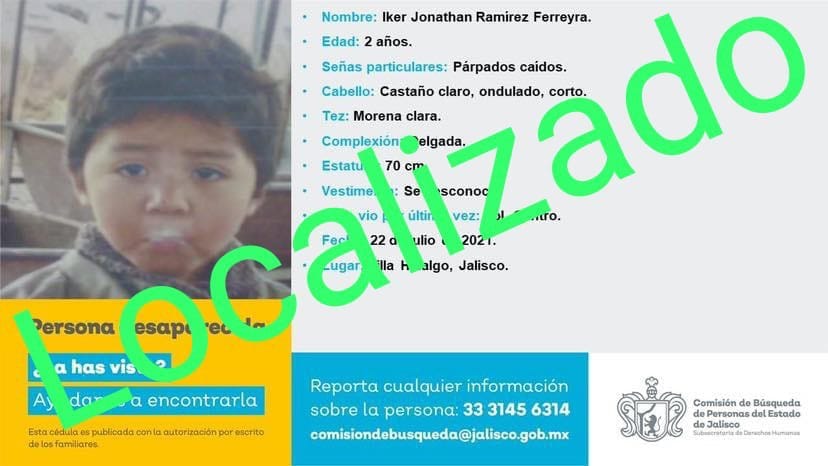 Nombre: Iker Jonathan Ramírez Ferreyra.
Edad: 2 años.
Señas particulares: Párpados caídos.
Cabello: Castaño claro, ondulado, corto.
Tez: Morena clara.
Complexión: Delgada.
Estatura: 70 cm.
Vestimenta: Se desconoce
vio por última vez: Col. Centro.
Fecha: 22 de julio de 2021.
Lugar: Villa Hidalgo, Jalisco.
Localizado
Persona desaparecida
¿La has visto?
Ayúdanos a encontrarla
Esta cédula es publicada con la autorización por escrito
de los familiares.
Reporta cualquier información
sobre la persona: 33 3145 6314
comisiondebusqueda@jalisco.gob.mx
Comisión de Búsqueda
de Personas del Estado
de Jalisco
Subsecretaría de Derechos Humanos